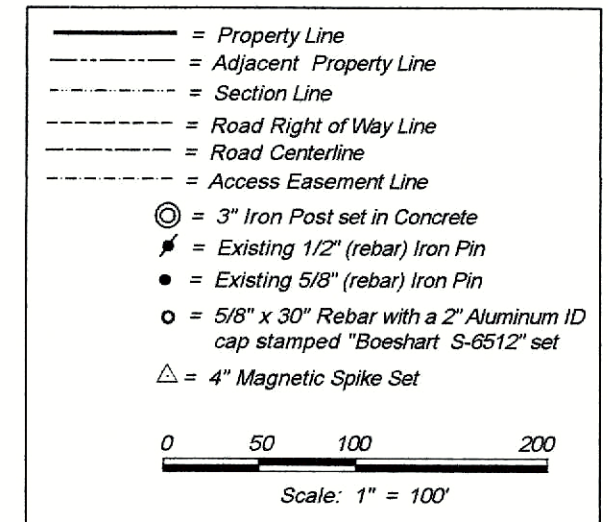 = Property Line
= Adjacent Property Line
= Section Line
= Road Right of Way Line
= Road Centerline
= Access Easement Line
= 3" Iron Post set in Concrete
= Existing 1/2" (rebar) Iron Pin
= Existing 5/8" (rebar) Iron Pin
= 5/8" x 30" Rebar with a 2" Aluminum ID
cap stamped "Boeshart S-6512" set
= 4" Magnetic Spike Set
0 50 100 200
Scale: 1" = 100'